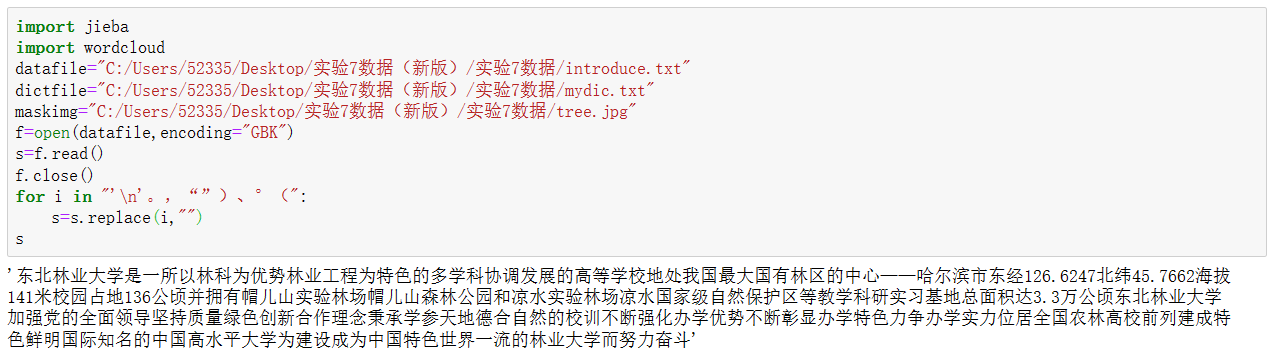 import jieba
import wordcloud
datafile="C:/Users/52335/Desktop/实验7数据（新版）/实验7数据/introduce.txt"
dictfile="C:/Users/52335/Desktop/实验7数据（新版）/实验7数据/mydic.txt"
maskimg="C:/Users/52335/Desktop/实验7数据（新版）/实验7数据/tree.jpg"
f=open(datafile,encoding="GBK")
s=f.read()
f.close()
for i in "'\n'。，“”）、°（":
    s=s.replace(i,"")
s
'东北林业大学是一所以林科为优势林业工程为特色的多学科协调发展的高等学校地处我国最大国有林区的中心——哈尔滨市东经126.6247北纬45.7662海拔
141米校园占地136公顷并拥有帽儿山实验林场帽儿山森林公园和凉水实验林场凉水国家级自然保护区等教学科研实习基地总面积达3.3万公顷东北林业大学
加强党的全面领导坚持质量绿色创新合作理念秉承学参天地德合自然的校训不断强化办学优势不断彰显办学特色力争办学实力位居全国农林高校前列建成特
色鲜明国际知名的中国高水平大学为建设成为中国特色世界一流的林业大学而努力奋斗'